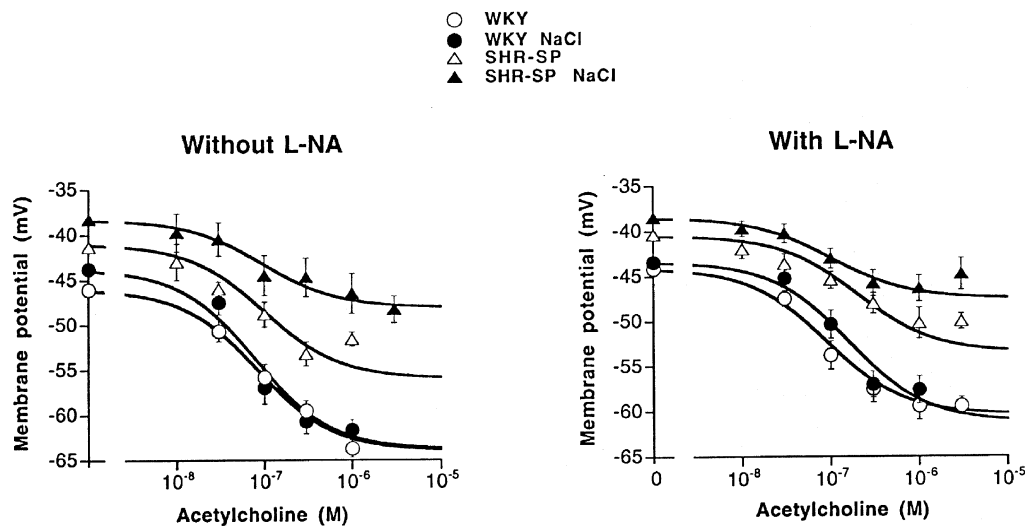 WKY
WKY NaCl
SHR-SP
SHR-SP NaCl
Without L-NA
Membrane potential (mV)
-35
-40
-45
-50
-55
-60
-65
10-8
10-7
10-6
10-5
Acetylcholine (M)
With L-NA
Membrane potential (mV)
-35
-40
-45
-50
-55
-60
-65
0
10-8
10-7
10-6
10-5
Acetylcholine (M)